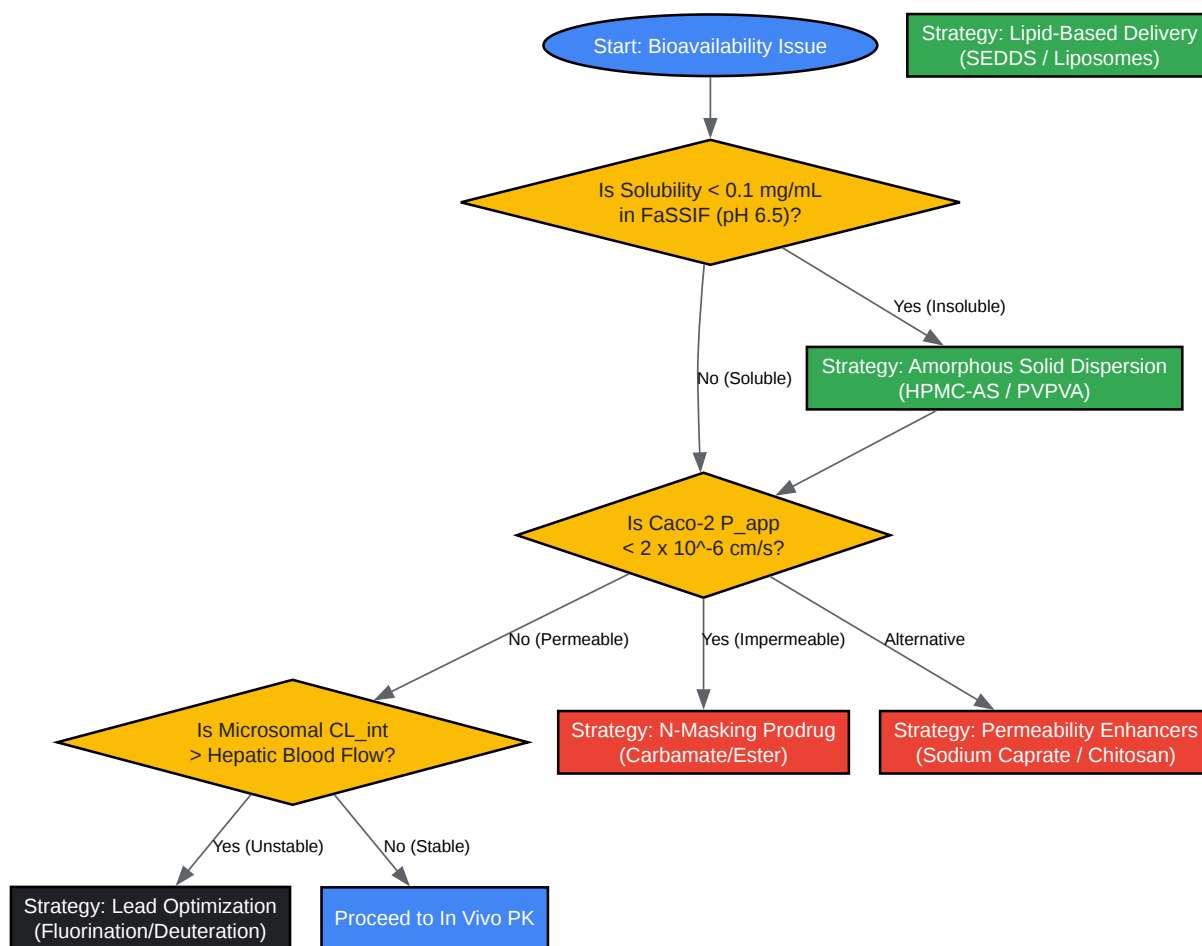 Start: Bioavailability Issue
Strategy: Lipid-Based Delivery
(SEDDS / Liposomes)
Is Solubility < 0.1 mg/mL
in FaSSIF (pH 6.5)?
Yes (Insoluble)
No (Soluble)
Strategy: Amorphous Solid Dispersion
(HPMC-AS / PVPVA)
Is Caco-2 P_app
< 2 x 10^-6 cm/s?
No (Permeable)
Yes (Impermeable)
Alternative
Is Microsomal CL_int
> Hepatic Blood Flow?
Strategy: N-Masking Prodrug
(Carbamate/Ester)
Strategy: Permeability Enhancers
(Sodium Caprate / Chitosan)
Yes (Unstable)
No (Stable)
Strategy: Lead Optimization
(Fluorination/Deuteration)
Proceed to In Vivo PK